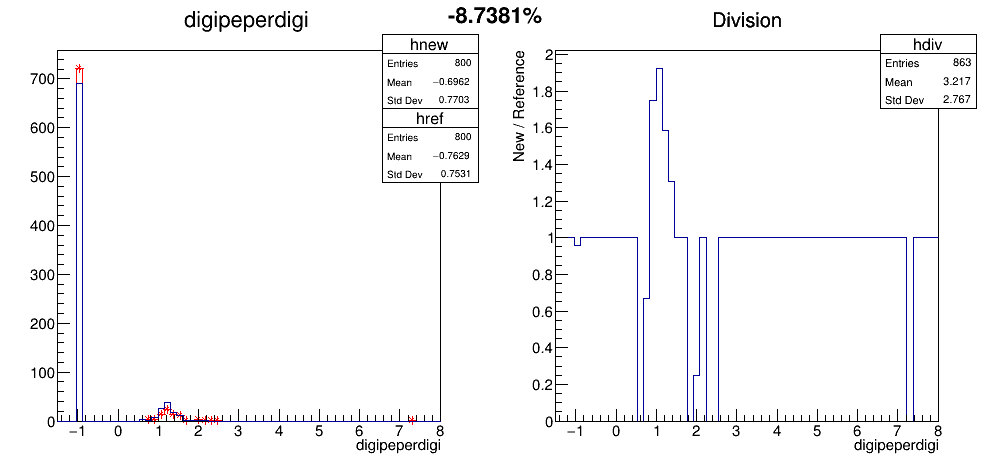 -8.7381%
digipeperdigi
hnew
Entries 800
Mean −0.6962
Std Dev 0.7703
href
Entries 800
Mean −0.7629
Std Dev 0.7531
700
600
500
400
300
200
100
0
−1 0 1 2 3 4 5 6 7 8
digipeperdigi
Division
hdiv
Entries 863
Mean 3.217
Std Dev 2.767
New / Reference
2
1.8
1.6
1.4
1.2
1
0.8
0.6
0.4
0.2
0
−1 0 1 2 3 4 5 6 7 8
digipeperdigi